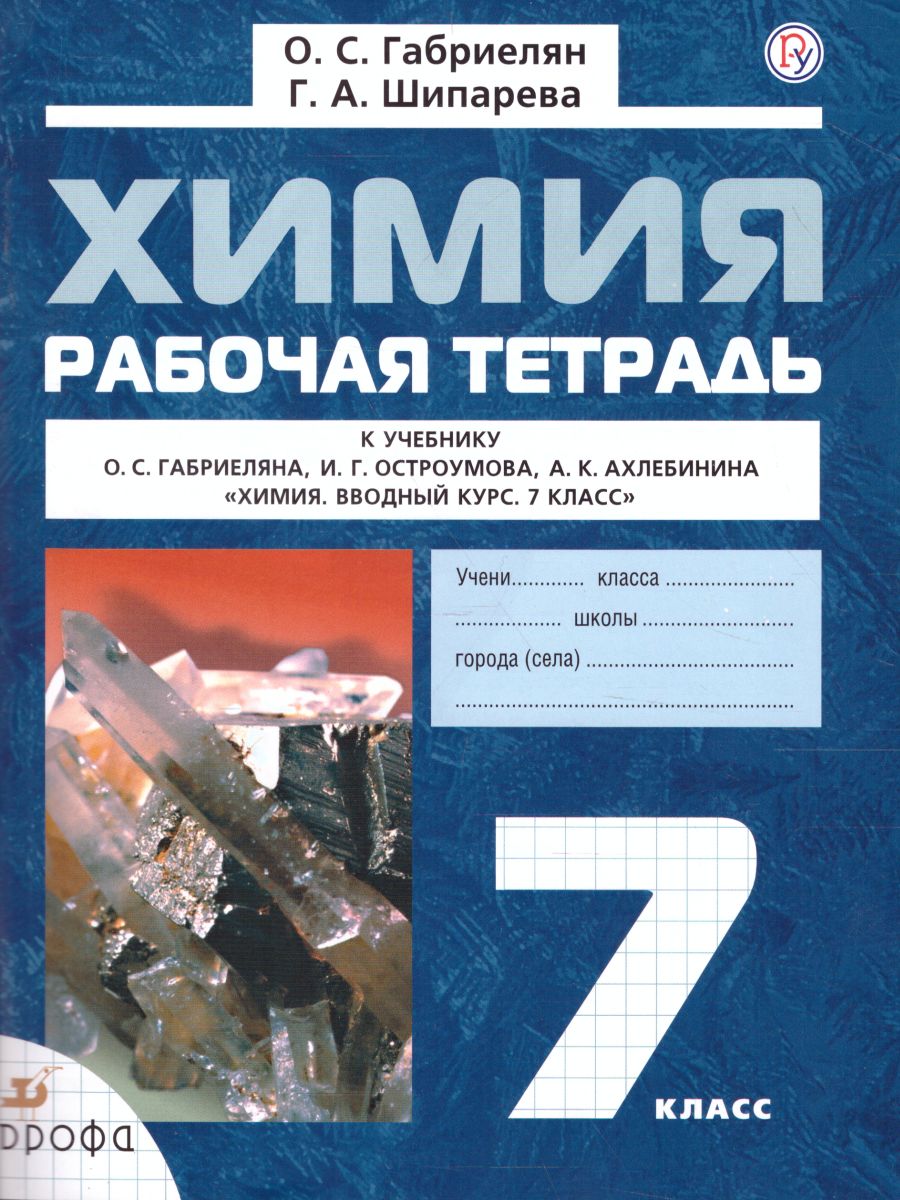 О. С. Габриелян
Г. А. Шипарева
РУ
ХИМИЯ
РАБОЧАЯ ТЕТРАДЬ
К УЧЕБНИКУ
О. С. ГАБРИЕЛЯНА, И. Г. ОСТРОУМОВА, А. К. АХЛЕБИНИНА
«ХИМИЯ. ВВОДНЫЙ КУРС. 7 КЛАСС»
Учени............. класса .......................
................... школы ...........................
города (села) .....................................
.............................................................
7
КЛАСС
дрофа